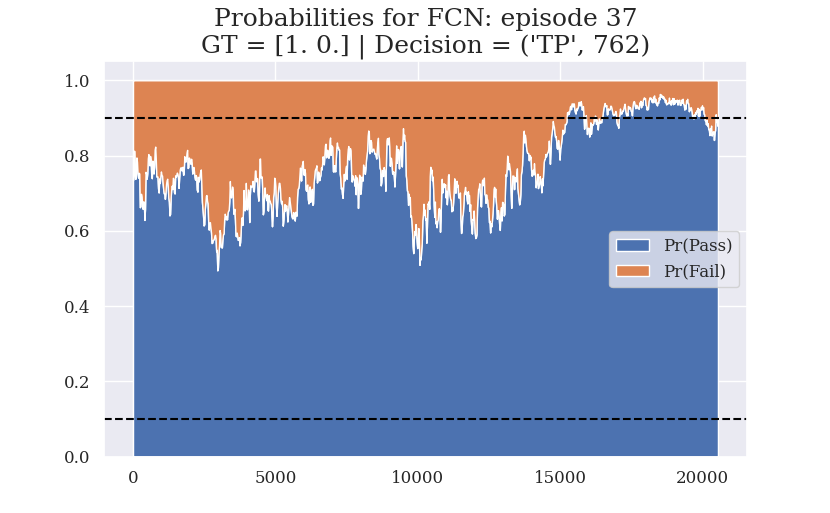 Probabilities for FCN: episode 37
GT = [1. 0.] | Decision = ('TP', 762)
1.0
0.8
0.6
0.4
0.2
0.0
Pr(Pass)
Pr(Fail)
0 5000 10000 15000 20000